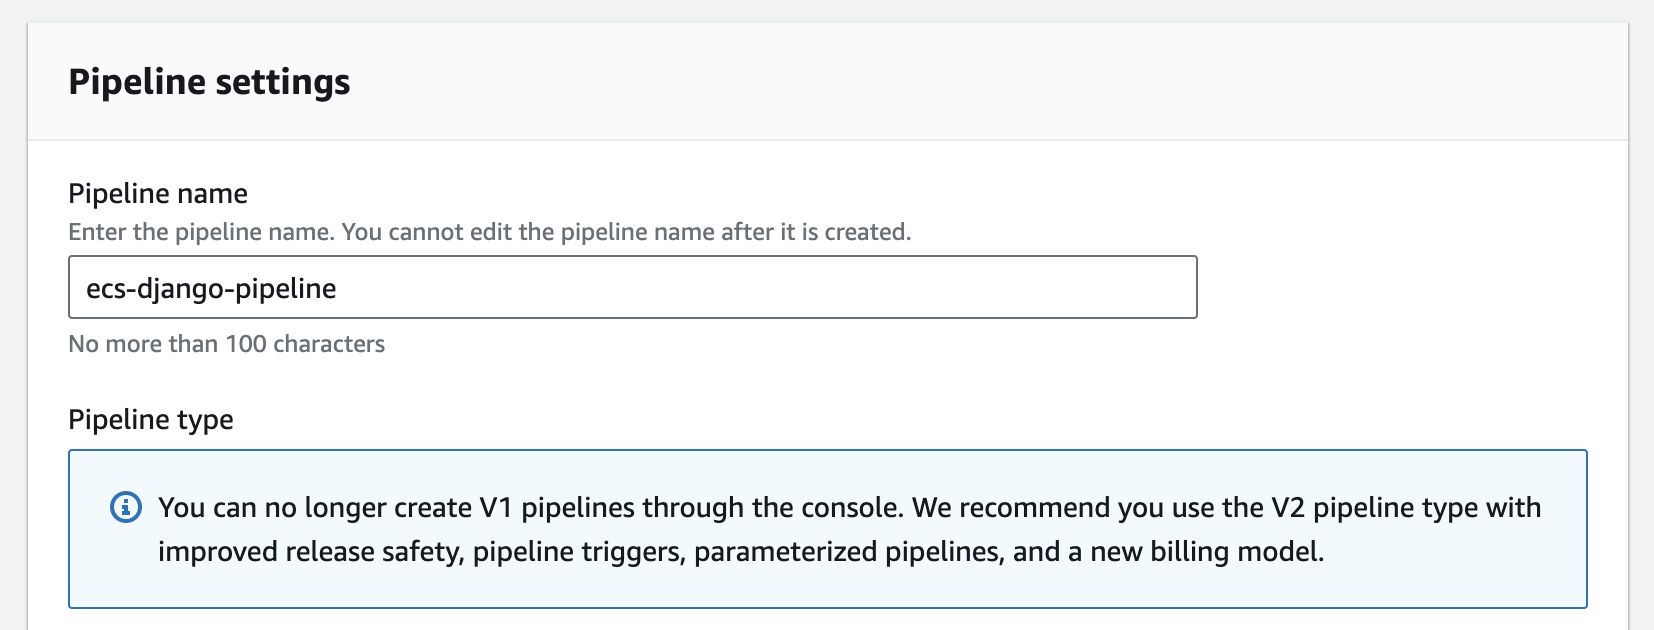 Pipeline settings
Pipeline name
Enter the pipeline name. You cannot edit the pipeline name after it is created.
ecs-django-pipeline
No more than 100 characters
Pipeline type
You can no longer create V1 pipelines through the console. We recommend you use the V2 pipeline type with
improved release safety, pipeline triggers, parameterized pipelines, and a new billing model.